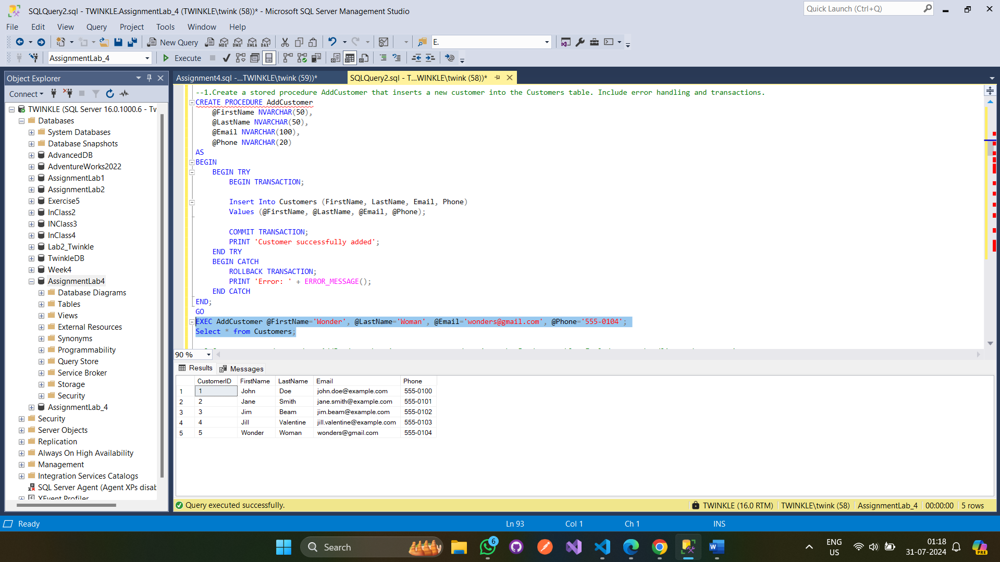 SQLQuery2.sql - TWINKLE.AssignmentLab_4 (TWINKLE\twink (58))* - Microsoft SQL Server Management Studio
Quick Launch (Ctrl+Q)
File Edit View Query Project Tools Window Help
New Query MDX DMX XMLA DAX E.
AssignmentLab_4 Execute
Object Explorer
Connect
TWINKLE (SQL Server 16.0.1000.6 - Tw
Databases
System Databases
Database Snapshots
AdvancedDB
AdventureWorks2022
AssignmentLab1
AssignmentLab2
Exercise5
InClass2
INClass3
InClass4
Lab2_Twinkle
TwinkleDB
Week4
AssignmentLab4
Database Diagrams
Tables
Views
External Resources
Synonyms
Programmability
Query Store
Service Broker
Storage
Security
AssignmentLab_4
Security
Server Objects
Replication
Always On High Availability
Management
Integration Services Catalogs
SQL Server Agent (Agent XPs disab
XEvent Profiler
Assignment4.sql -...TWINKLE\twink (59))*
SQLQuery2.sql - T...WINKLE\twink (58))*
--1.Create a stored procedure AddCustomer that inserts a new customer into the Customers table. Include error handling and transactions.
CREATE PROCEDURE AddCustomer
@FirstName NVARCHAR(50),
@LastName NVARCHAR(50),
@Email NVARCHAR(100),
@Phone NVARCHAR(20)
AS
BEGIN
BEGIN TRY
BEGIN TRANSACTION;
Insert Into Customers (FirstName, LastName, Email, Phone)
Values (@FirstName, @LastName, @Email, @Phone);
COMMIT TRANSACTION;
PRINT 'Customer successfully added';
END TRY
BEGIN CATCH
ROLLBACK TRANSACTION;
PRINT 'Error: ' + ERROR_MESSAGE();
END CATCH
END;
GO
EXEC AddCustomer @FirstName='Wonder', @LastName='Woman', @Email='wonders@gmail.com', @Phone='555-0104';
Select * from Customers;
90 %
Results Messages
CustomerID FirstName LastName Email Phone
1 1 John Doe john.doe@example.com 555-0100
2 2 Jane Smith jane.smith@example.com 555-0101
3 3 Jim Beam jim.beam@example.com 555-0102
4 4 Jill Valentine jill.valentine@example.com 555-0103
5 5 Wonder Woman wonders@gmail.com 555-0104
Query executed successfully. TWINKLE (16.0 RTM) TWINKLE\twink (58) AssignmentLab_4 00:00:00 5 rows
Ready Ln 93 Col 1 Ch 1 INS
Search 6 ENG 01:18
US 31-07-2024
PRE